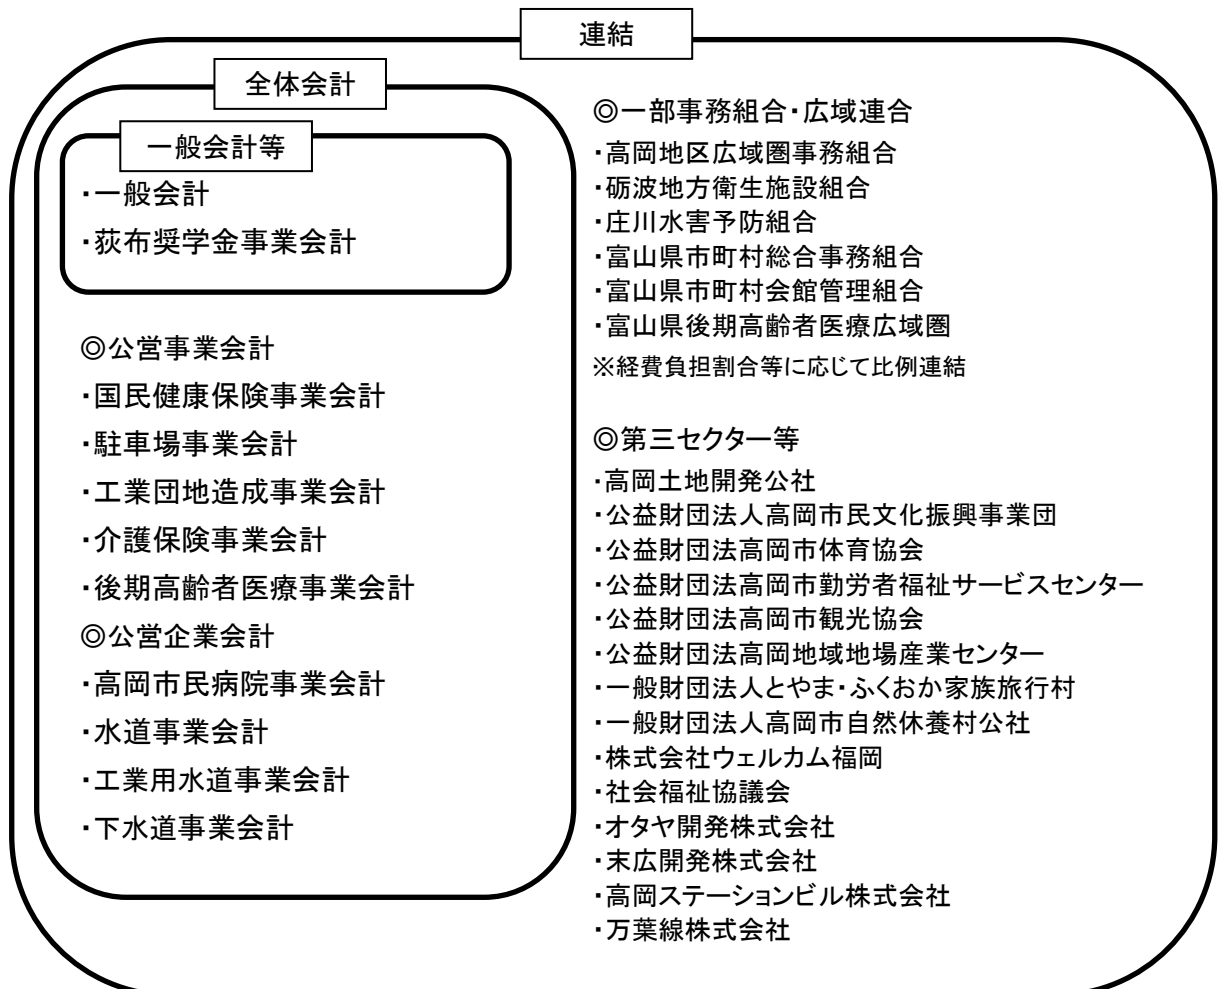 連結
全体会計
一般会計等
・一般会計
・荻布奨学金事業会計
◎公営事業会計
・国民健康保険事業会計
・駐車場事業会計
・工業団地造成事業会計
・介護保険事業会計
・後期高齢者医療事業会計
◎公営企業会計
・高岡市民病院事業会計
・水道事業会計
・工業用水道事業会計
・下水道事業会計
◎一部事務組合・広域連合
・高岡地区広域圏事務組合
・砺波地方衛生施設組合
・庄川水害予防組合
・富山県市町村総合事務組合
・富山県市町村会館管理組合
・富山県後期高齢者医療広域圏
※経費負担割合等に応じて比例連結
◎第三セクター等
・高岡土地開発公社
・公益財団法人高岡市民文化振興事業団
・公益財団法高岡市体育協会
・公益財団法高岡市勤労者福祉サービスセンター
・公益財団法高岡市観光協会
・公益財団法高岡地域地場産業センター
・一般財団法人とやま・ふくおか家族旅行村
・一般財団法人高岡市自然休養村公社
・株式会社ウェルカム福岡
・社会福祉協議会
・オタヤ開発株式会社
・末広開発株式会社
・高岡ステーションビル株式会社
・万葉線株式会社